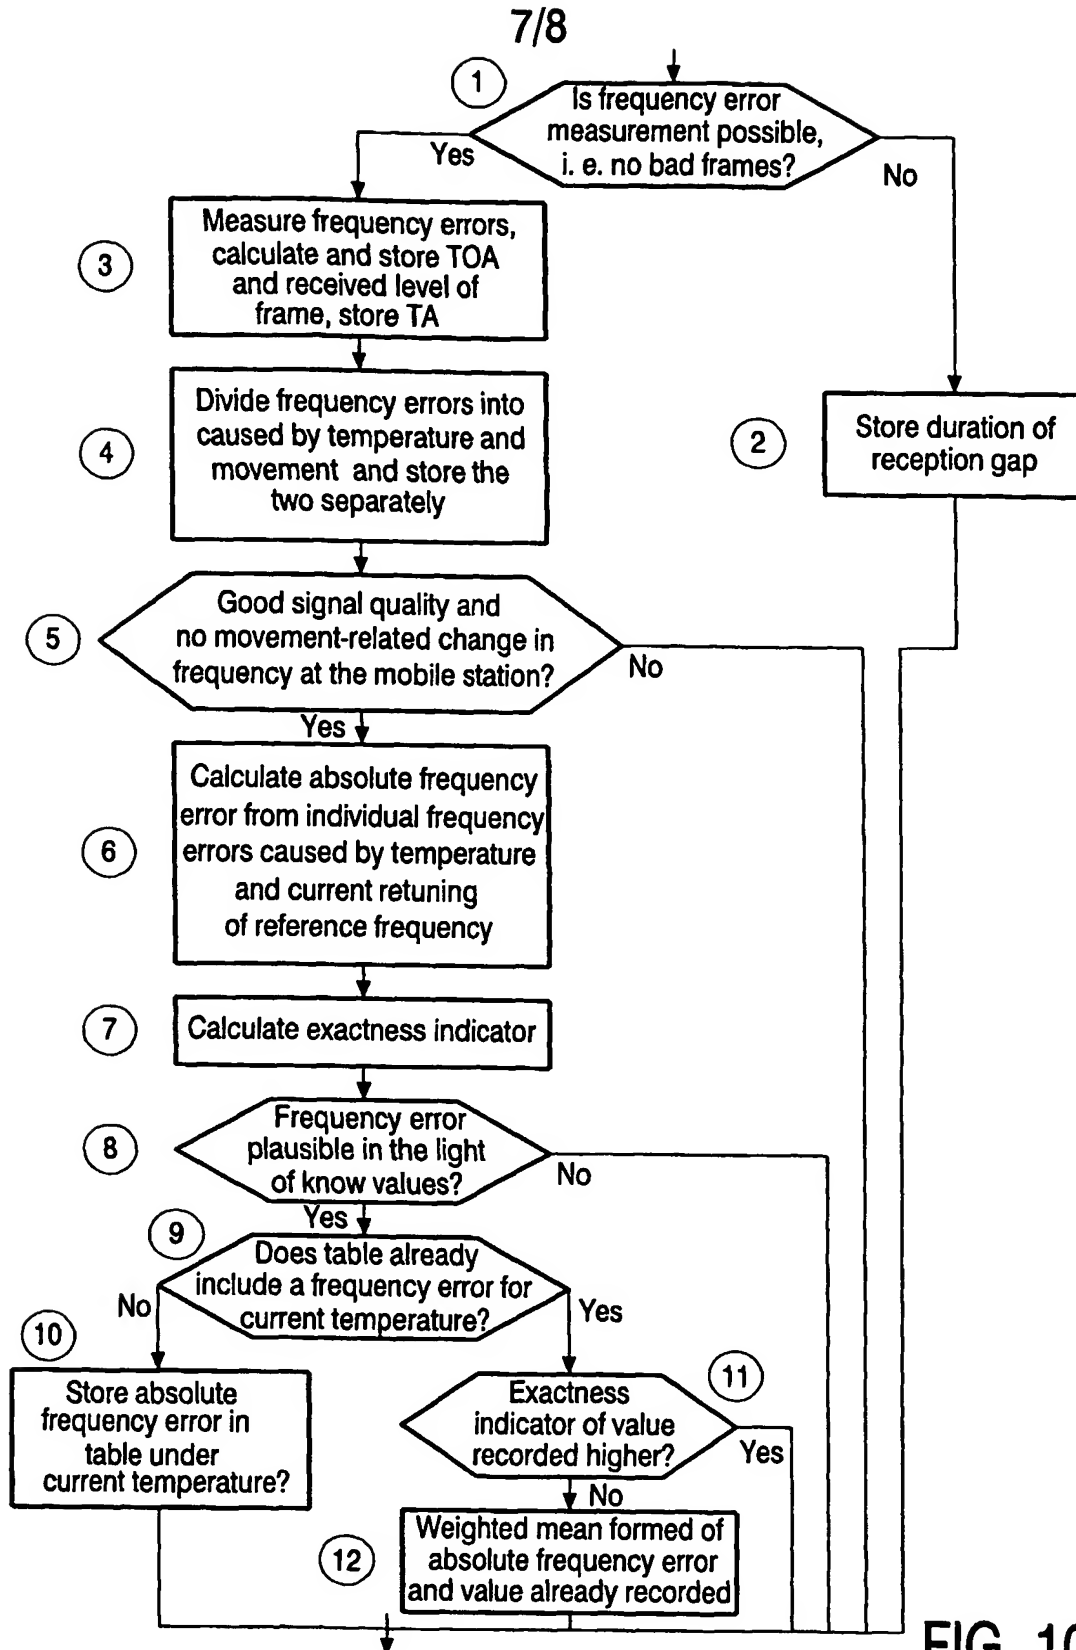 7/8
1
Is frequency error
measurement possible,
i. e. no bad frames?
Yes
No
3
Measure frequency errors,
calculate and store TOA
and received level of
frame, store TA
4
Divide frequency errors into
caused by temperature and
movement and store the
two separately
2
Store duration of
reception gap
5
Good signal quality and
no movement-related change in
frequency at the mobile station?
No
Yes
6
Calculate absolute frequency
error from individual frequency
errors caused by temperature
and current retuning
of reference frequency
7
Calculate exactness indicator
8
Frequency error
plausible in the light
of know values?
No
Yes
9
Does table already
include a frequency error for
current temperature?
No
Yes
10
Store absolute
frequency error in
table under
current temperature?
11
Exactness
indicator of value
recorded higher?
Yes
No
12
Weighted mean formed of
absolute frequency error
and value already recorded
FIG. 10